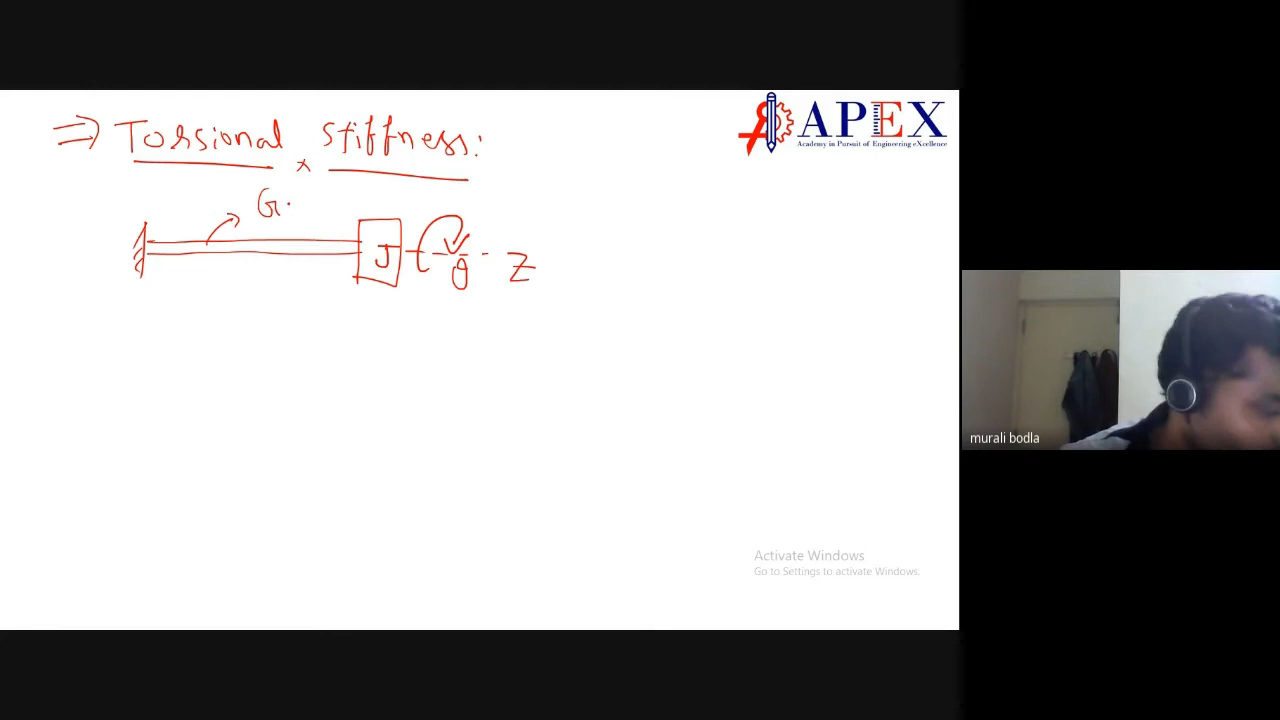 APEX
Academy in Pursuit of Engineering eXcellence
⇒ Torsional stiffness:
G.
J
θ
Z
murali bodla
Activate Windows
Go to Settings to activate Windows.